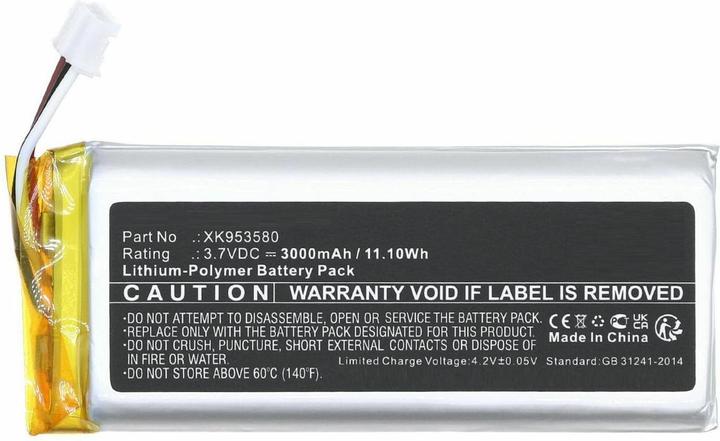 Part No .: XK953580
Rating .: 3.7VDC ⎓ 3000mAh / 11.10Wh
Lithium-Polymer Battery Pack
CAUTION WARRANTY VOID IF LABEL IS REMOVED
•DO NOT ATTEMPT TO DISASSEMBLE, OPEN OR SERVICE THE BATTERY PACK.
•REPLACE ONLY WITH THE BATTERY PACK DESIGNATED FOR THIS PRODUCT.
•DO NOT CRUSH, PUNCTURE, SHORT EXTERNAL CONTACTS OR DISPOSE OF
IN FIRE OR WATER.
•DO NOT STORE ABOVE 60°C (140°F).
CE UK CA
Made In China
Limited Charge Voltage:4.2V±0.05V Standard:GB 31241-2014